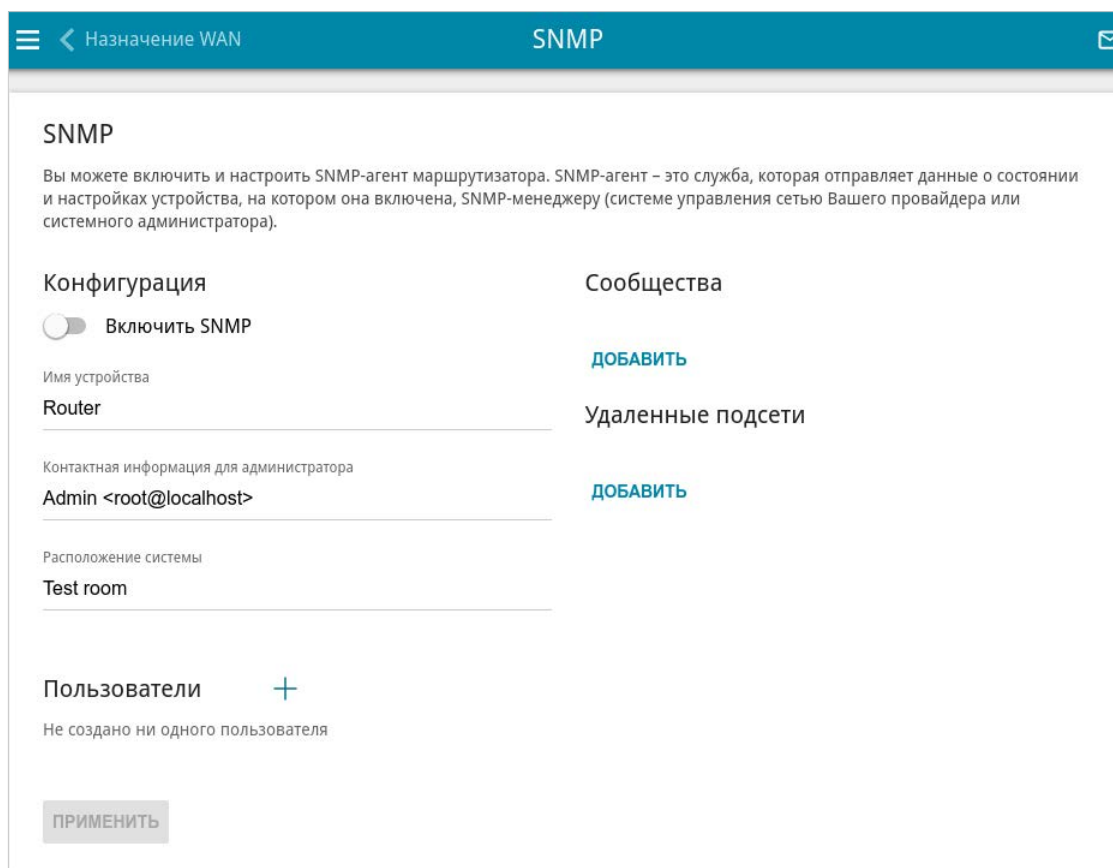 Назначение WAN
SNMP
SNMP
Вы можете включить и настроить SNMP-агент маршрутизатора. SNMP-агент – это служба, которая отправляет данные о состоянии
и настройках устройства, на котором она включена, SNMP-менеджеру (системе управления сетью Вашего провайдера или
системного администратора).
Конфигурация
Включить SNMP
Имя устройства
Router
Контактная информация для администратора
Admin <root@localhost>
Расположение системы
Test room
Сообщества
ДОБАВИТЬ
Удаленные подсети
ДОБАВИТЬ
Пользователи
Не создано ни одного пользователя
ПРИМЕНИТЬ